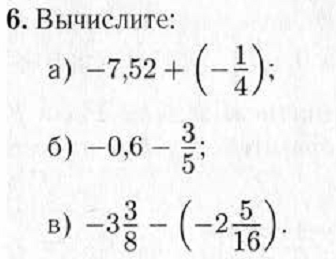 6. Вычислите:
а) −7,52 + (−1/4);
б) −0,6 − 3/5;
в) −3 3/8 − (−2 5/16).